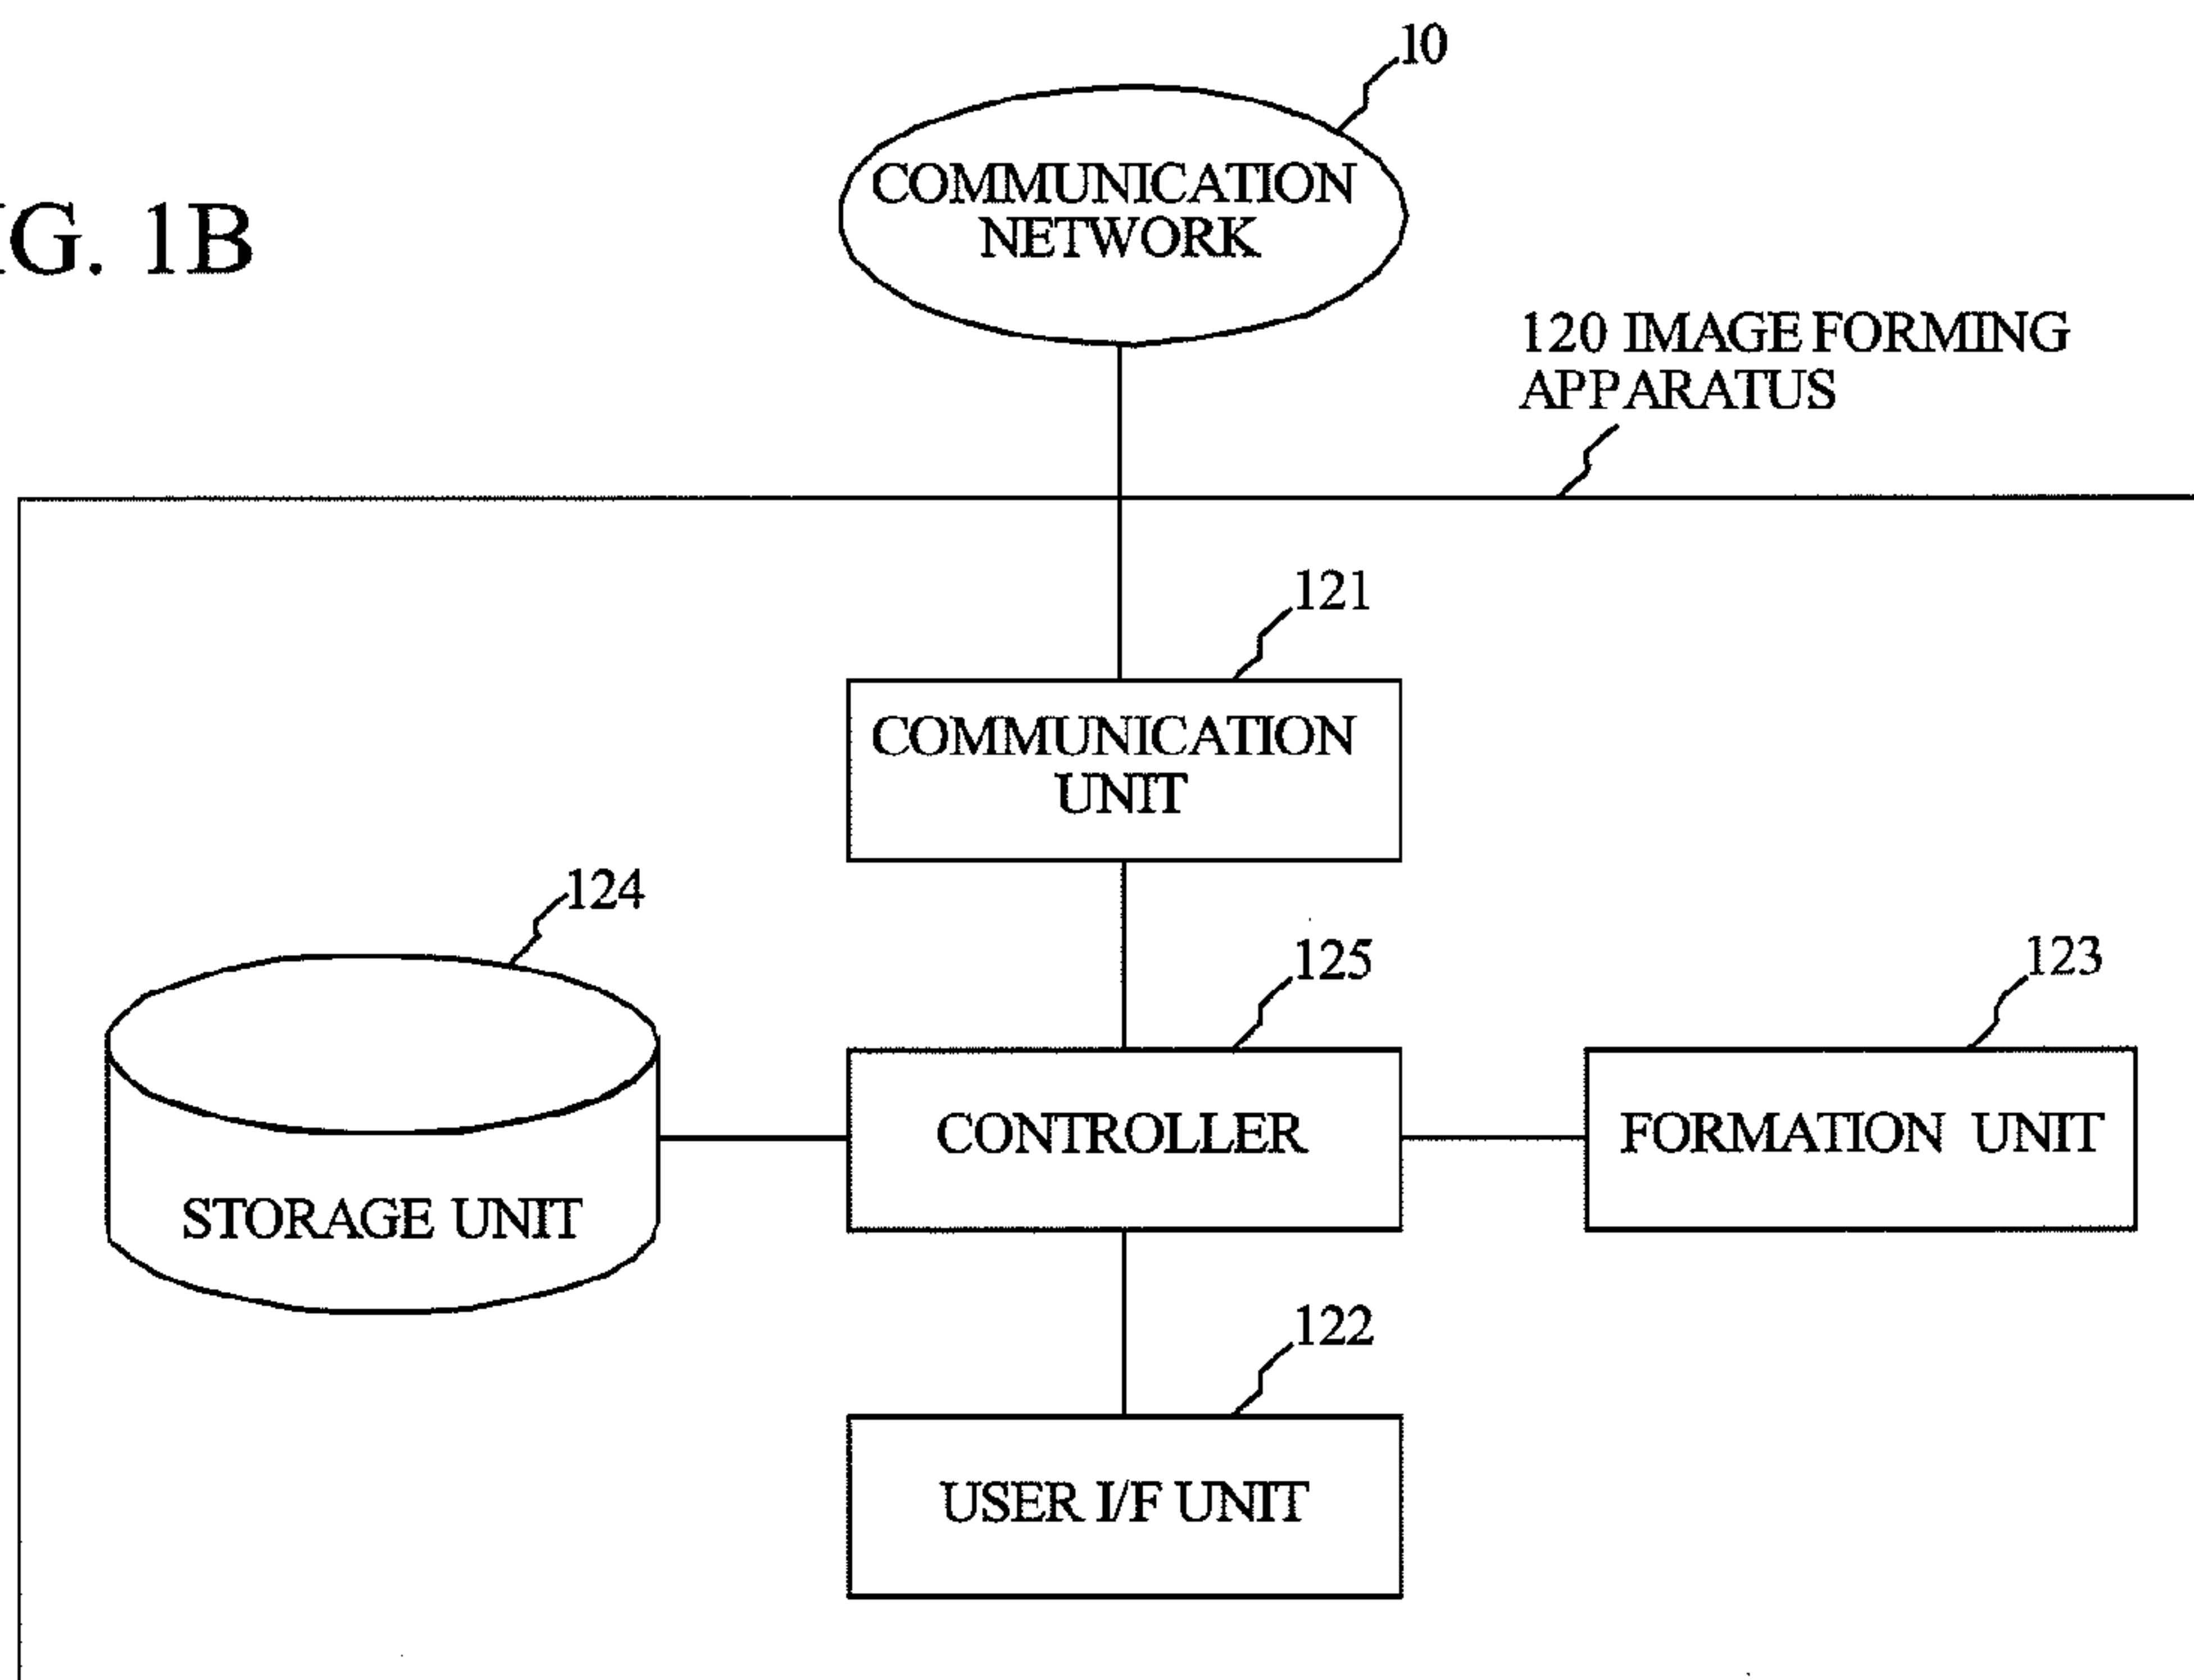 10
COMMUNICATION
NETWORK
G. 1B
120 IMAGE FORMING
APPARATUS
121
COMMUNICATION
UNIT
124
125
123
STORAGE UNIT
CONTROLLER
FORMATION UNIT
122
USER I/F UNIT